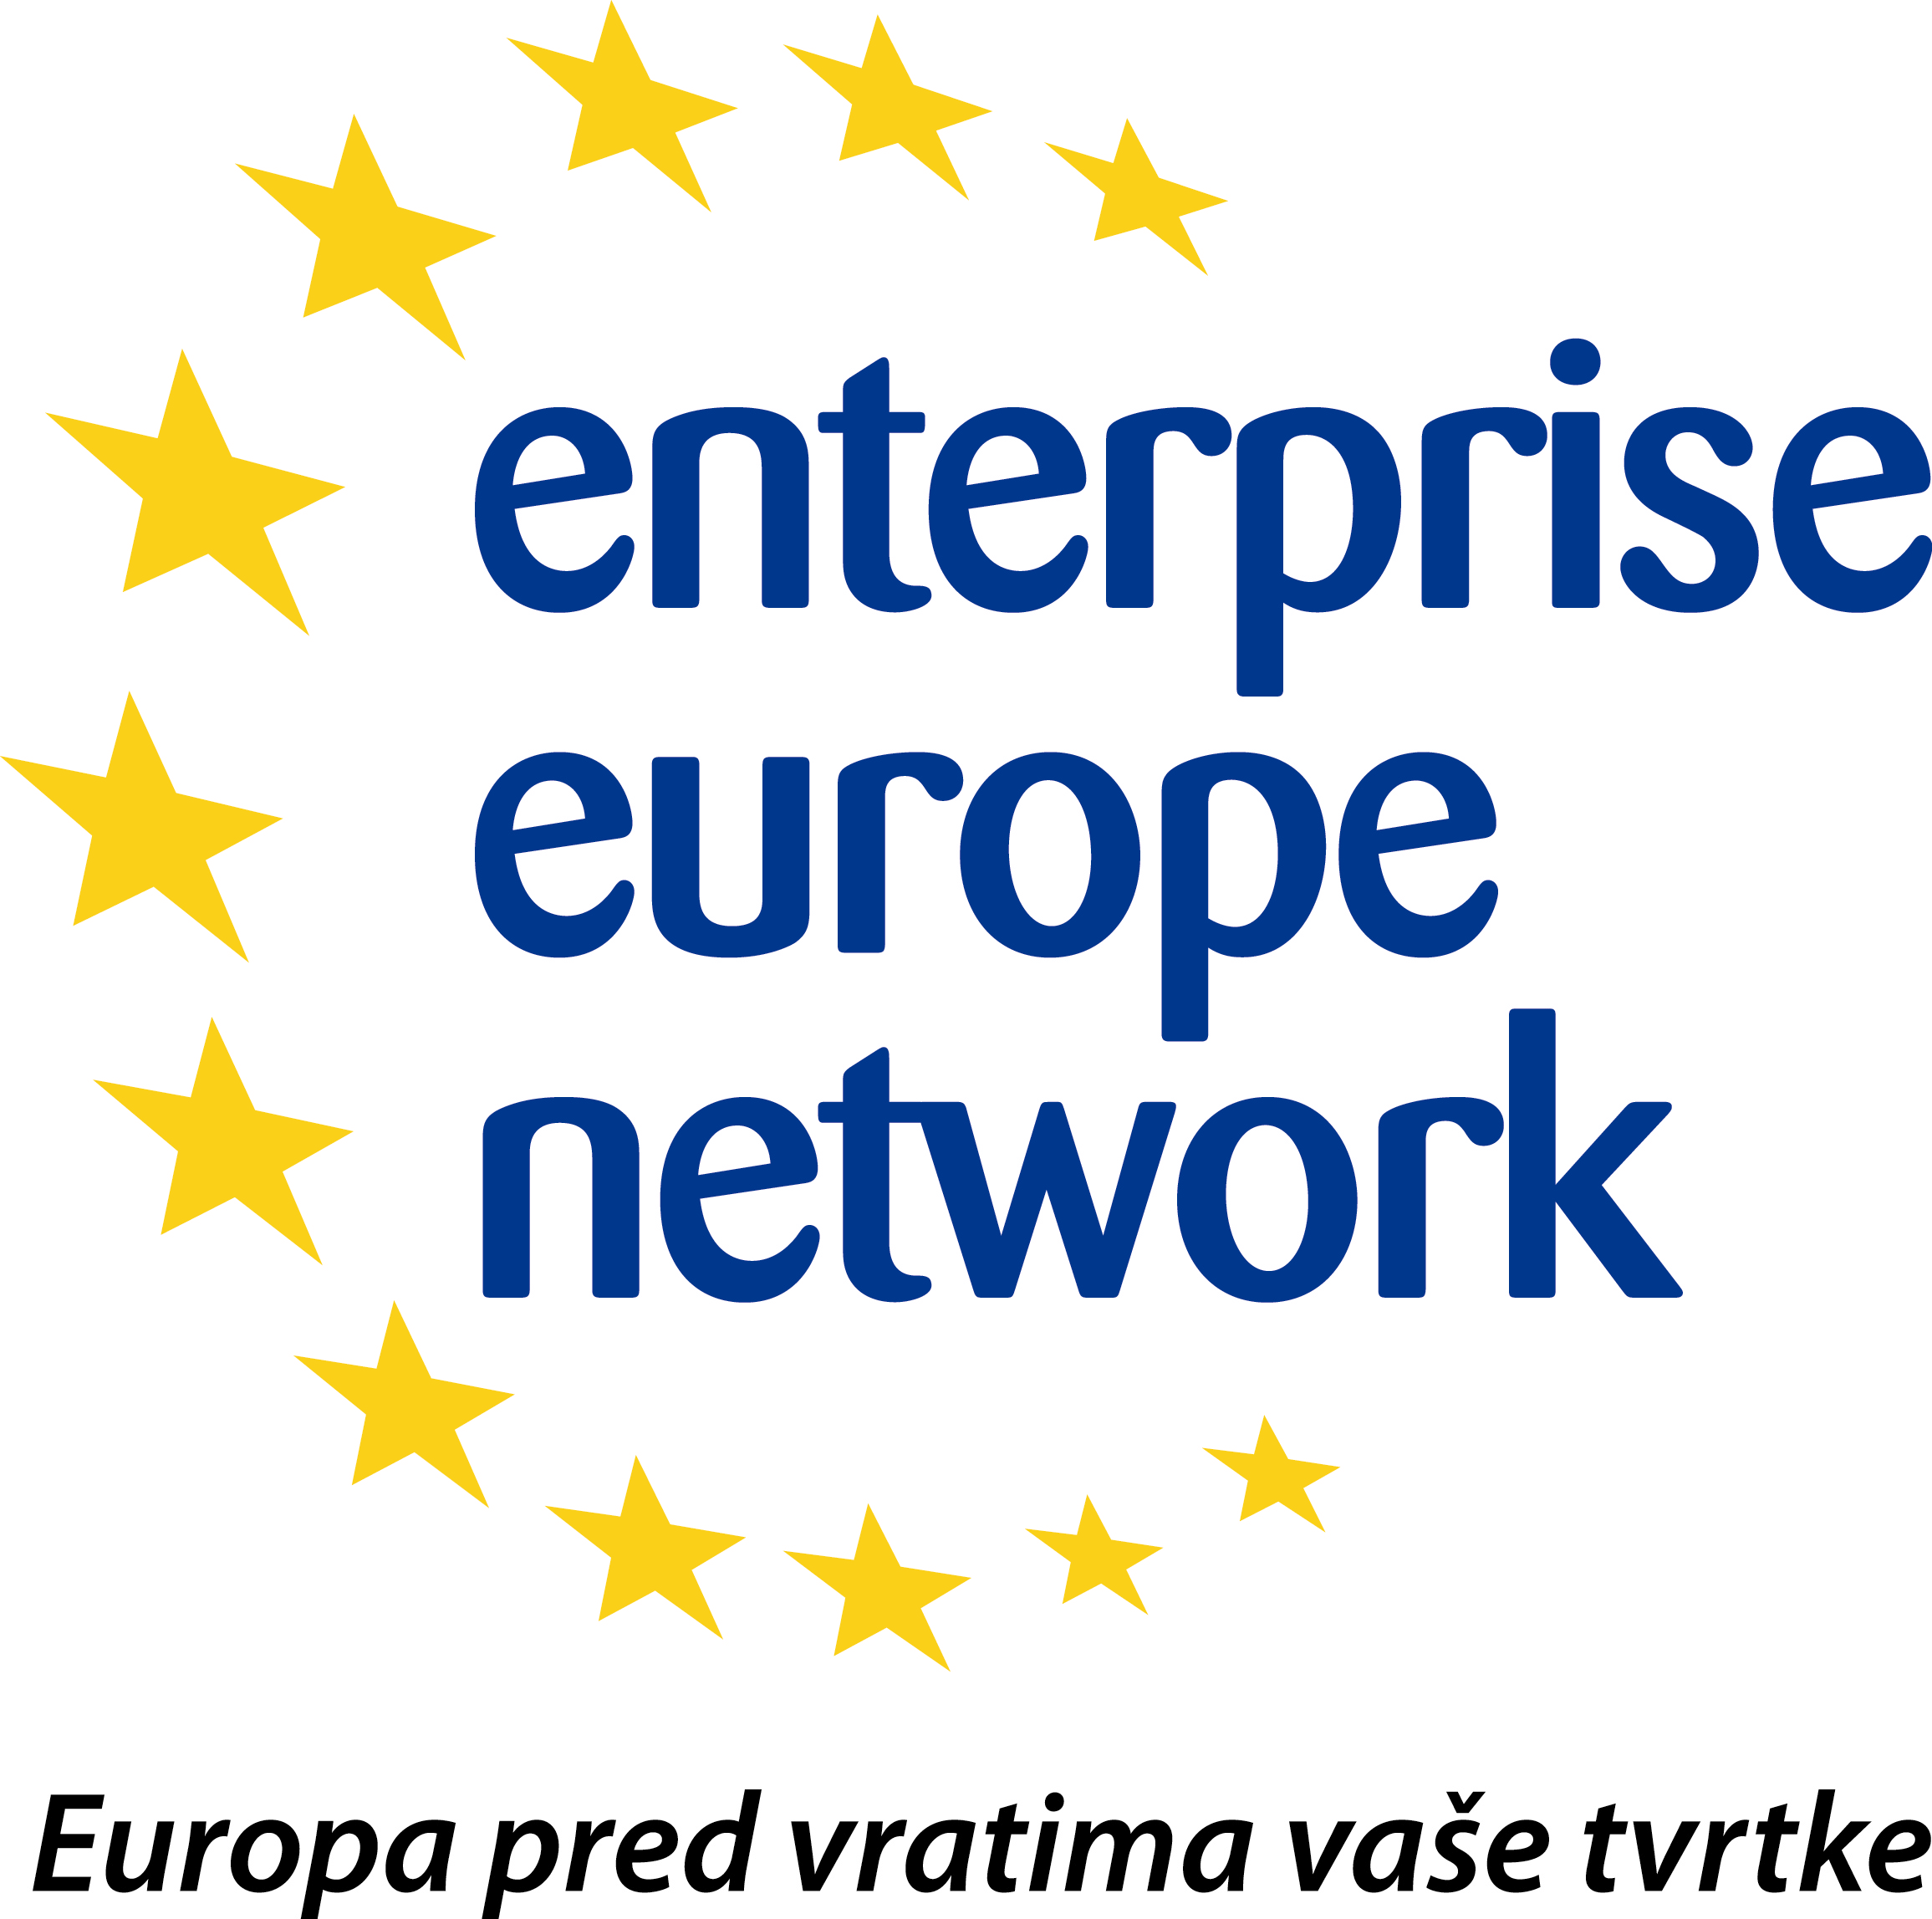 enterprise
europe
network
Europa pred vratima vaše tvrtke